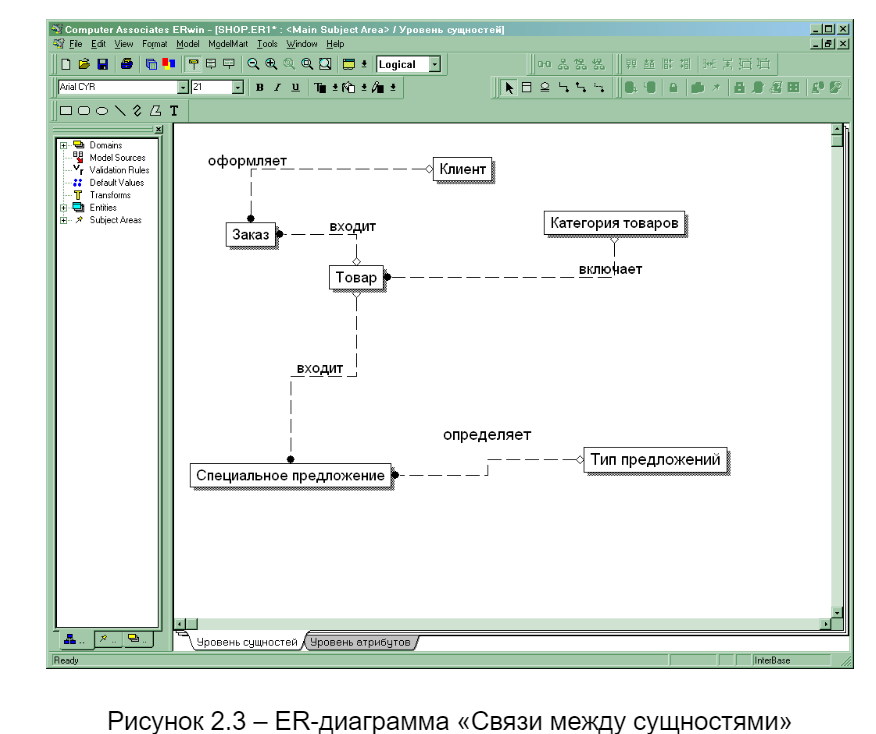 Computer Associates ERwin - [SHOP.ER1* : <Main Subject Area> / Уровень сущностей]
File Edit View Format Model ModelMart Tools Window Help
Logical
Arial CYR 21 B I U
T
Domains
Model Sources
Validation Rules
Default Values
Transforms
Entities
Subject Areas
оформляет
Клиент
Заказ
входит
Категория товаров
Товар
включает
входит
определяет
Специальное предложение
Тип предложений
Уровень сущностей Уровень атрибутов
Ready InterBase
Рисунок 2.3 – ER-диаграмма «Связи между сущностями»